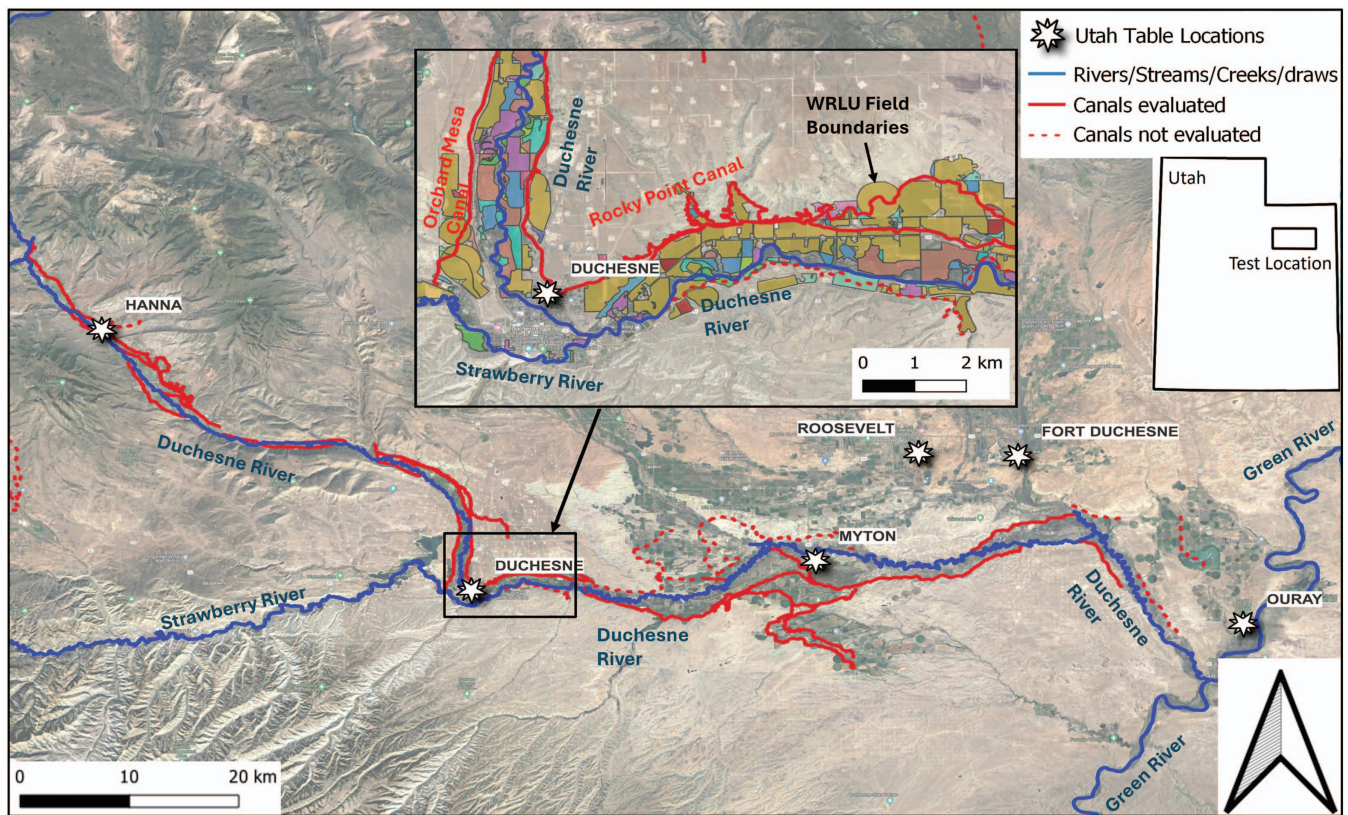 Utah Table Locations
Rivers/Streams/Creeks/draws
Canals evaluated
Canals not evaluated
Utah
Test Location
WRLU Field
Boundaries
Orchard Mesa
Canal
Duchesne
River
Rocky Point Canal
DUCHESNE
Duchesne
River
Strawberry River
0 1 2 km
HANNA
Duchesne River
ROOSEVELT
FORT DUCHESNE
Green River
MYTON
DUCHESNE
Strawberry River
Duchesne
River
Duchesne
River
OURAY
Green River
0 10 20 km